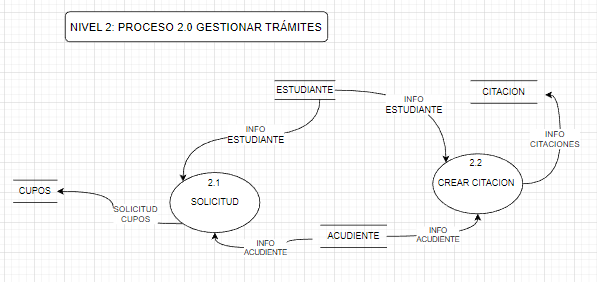 NIVEL 2: PROCESO 2.0 GESTIONAR TRÁMITES
ESTUDIANTE
CITACION
INFO
ESTUDIANTE
INFO
ESTUDIANTE
INFO
CITACIONES
2.2
CREAR CITACION
2.1
SOLICITUD
CUPOS
SOLICITUD
CUPOS
ACUDIENTE
INFO
ACUDIENTE
INFO
ACUDIENTE